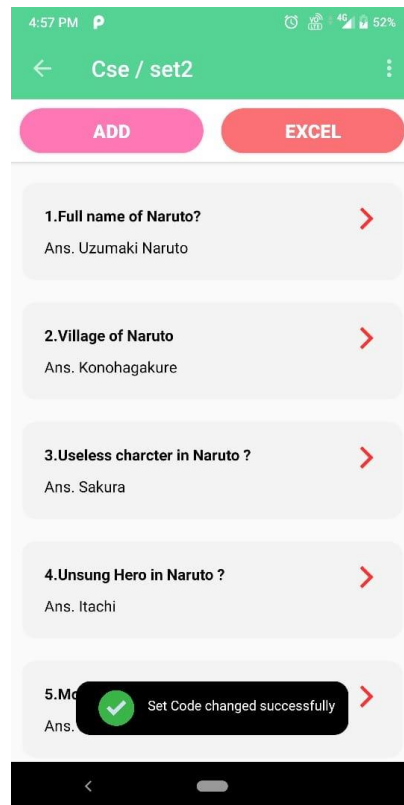 4:57 PM
4G 52%
Cse / set2
ADD EXCEL
1.Full name of Naruto?
Ans. Uzumaki Naruto
2.Village of Naruto
Ans. Konohagakure
3.Useless charcter in Naruto ?
Ans. Sakura
4.Unsung Hero in Naruto ?
Ans. Itachi
Set Code changed successfully
Ans.